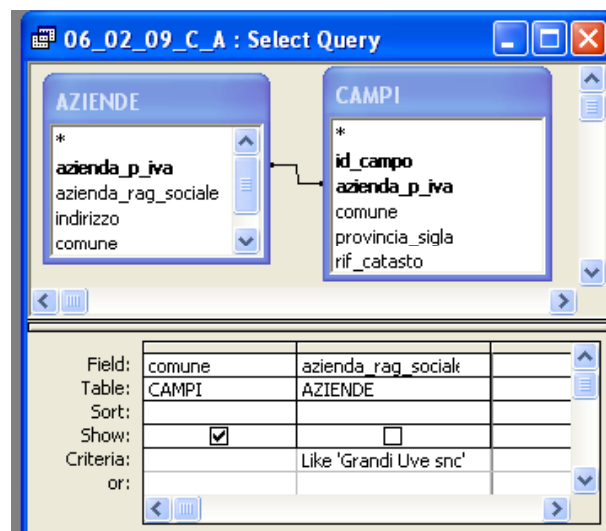 06_02_09_C_A : Select Query
AZIENDE
*
azienda_p_iva
azienda_rag_sociale
indirizzo
comune
CAMPI
*
id_campo
azienda_p_iva
comune
provincia_sigla
rif_catasto
Field: comune azienda_rag_sociale
Table: CAMPI AZIENDE
Sort:
Show:
Criteria: Like 'Grandi Uve snc'
or: